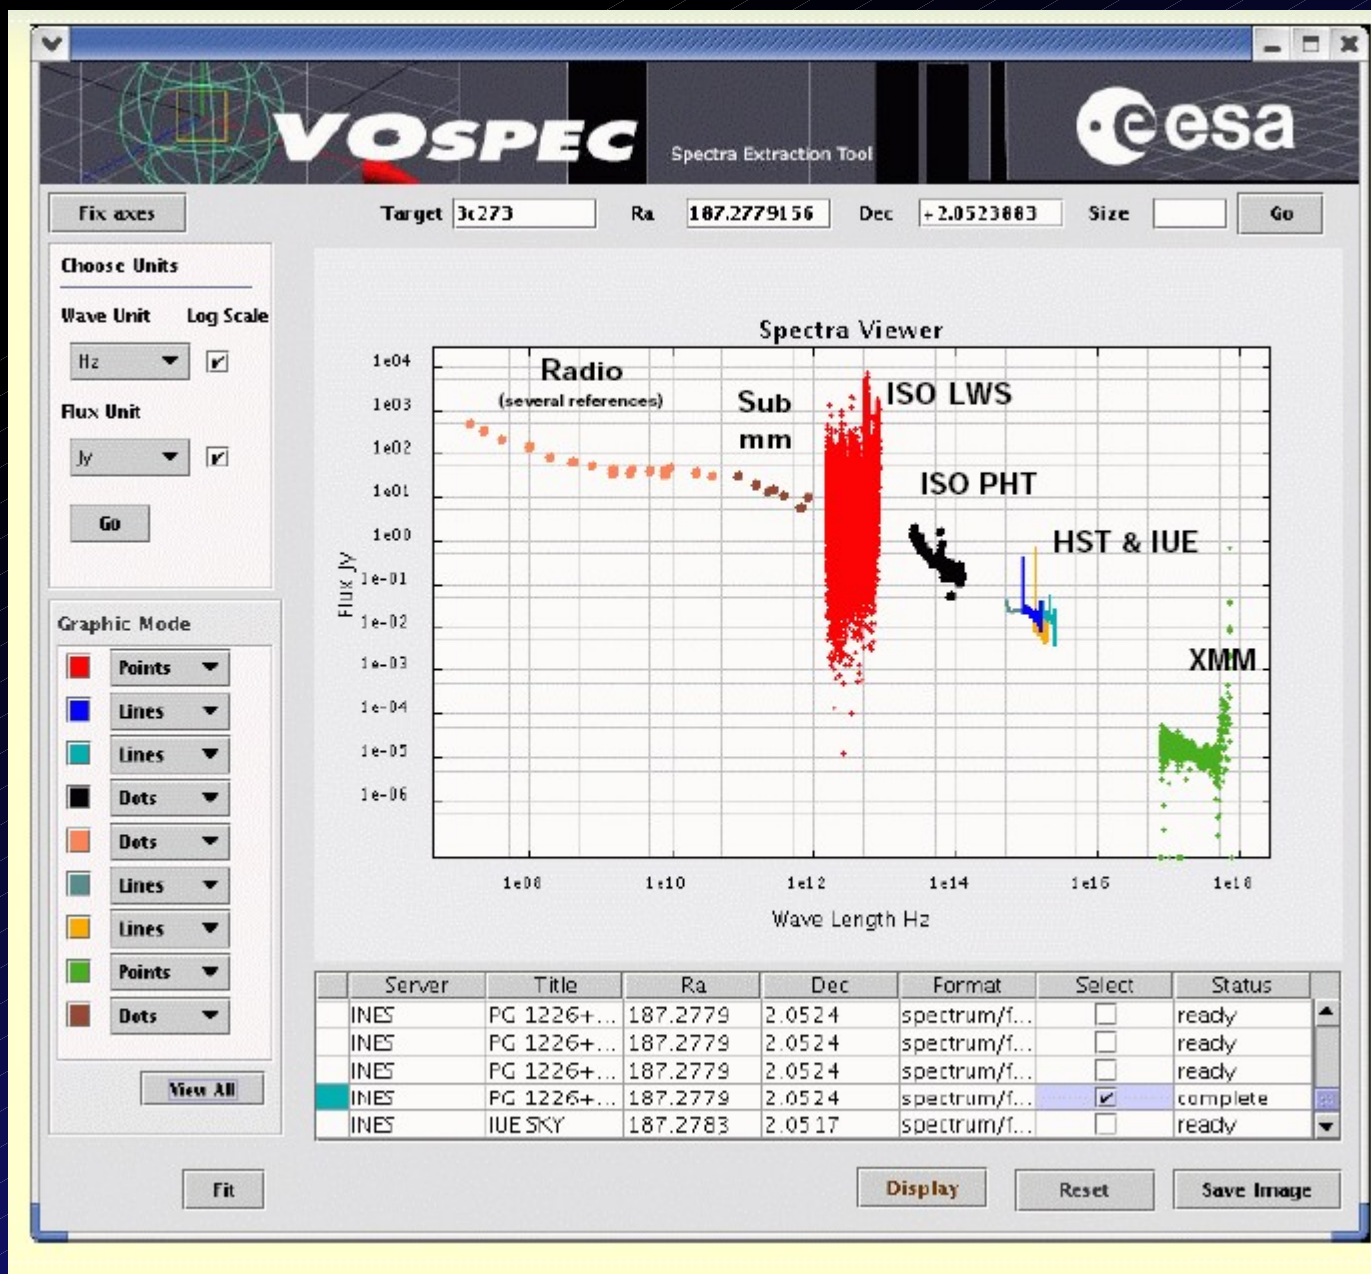 VOSPEC
Spectra Extraction Tool
esa
Fix axes
Target 3c273 Ra 187.2779156 Dec +2.0523883 Size Go
Choose Units
Wave Unit Log Scale
Hz
Flux Unit
Jy
Go
Graphic Mode
Points
Lines
Lines
Dots
Dots
Lines
Lines
Points
Dots
View All
Fit
Spectra Viewer
1e04
1e03
1e02
1e01
1e00
1e-01
1e-02
1e-03
1e-04
1e-05
1e-06
Flux Jy
Radio
(several references)
Sub
mm
ISO LWS
ISO PHT
HST & IUE
XMM
1e08 1e10 1e12 1e14 1e16 1e18
Wave Length Hz
Server Title Ra Dec Format Select Status
INES PG 1226+... 187.2779 2.0524 spectrum/f... ready
INES PG 1226+... 187.2779 2.0524 spectrum/f... ready
INES PG 1226+... 187.2779 2.0524 spectrum/f... ready
INES PG 1226+... 187.2779 2.0524 spectrum/f... complete
INES IUE SKY 187.2783 2.0517 spectrum/f... ready
Display Reset Save Image